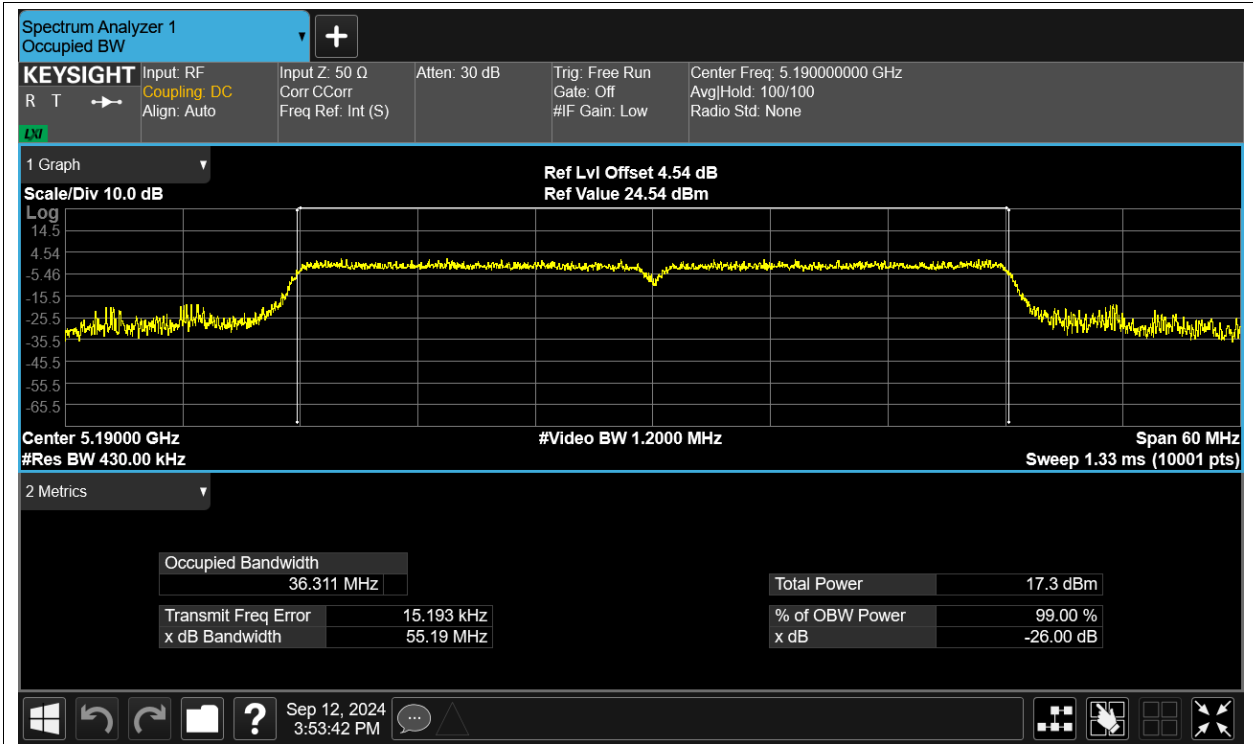 Spectrum Analyzer 1
Occupied BW
KEYSIGHT Input: RF Input Z: 50 Ω Atten: 30 dB Trig: Free Run Center Freq: 5.190000000 GHz
R T Coupling: DC Corr CCorr Gate: Off Avg|Hold: 100/100
Align: Auto Freq Ref: Int (S) #IF Gain: Low Radio Std: None
LXI
1 Graph
Ref Lvl Offset 4.54 dB
Scale/Div 10.0 dB Ref Value 24.54 dBm
Log
14.5
4.54
-5.46
-15.5
-25.5
-35.5
-45.5
-55.5
-65.5
Center 5.19000 GHz #Video BW 1.2000 MHz Span 60 MHz
#Res BW 430.00 kHz Sweep 1.33 ms (10001 pts)
2 Metrics
Occupied Bandwidth
36.311 MHz Total Power 17.3 dBm
Transmit Freq Error 15.193 kHz % of OBW Power 99.00 %
x dB Bandwidth 55.19 MHz x dB -26.00 dB
? Sep 12, 2024
3:53:42 PM